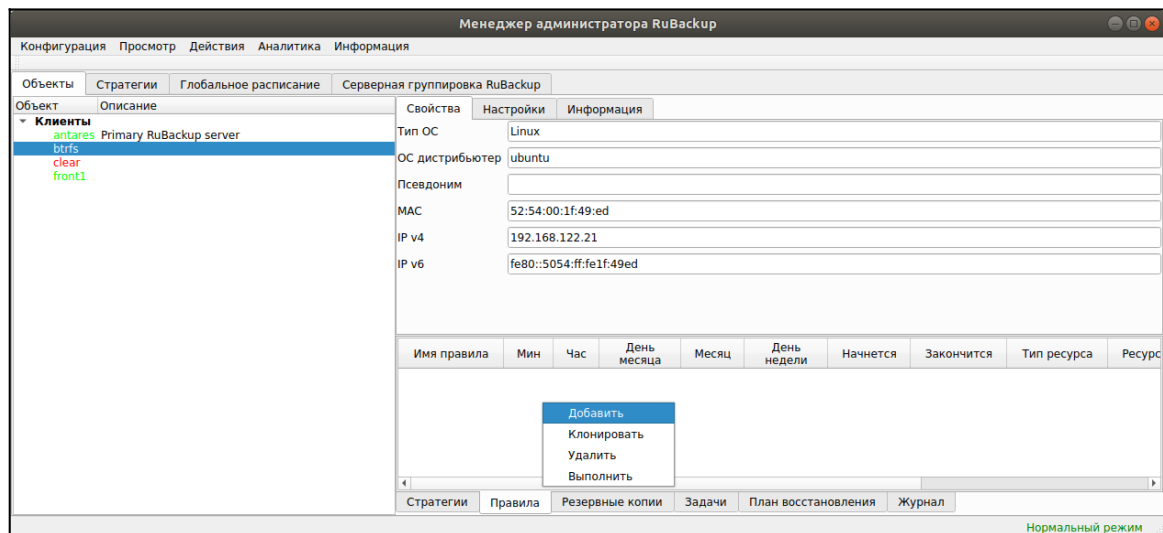 Менеджер администратора RuBackup
Конфигурация Просмотр Действия Аналитика Информация
Объекты Стратегии Глобальное расписание Серверная группировка RuBackup
Объект Описание
Клиенты
antares Primary RuBackup server
btrfs
clear
front1
Свойства Настройки Информация
Тип ОС Linux
ОС дистрибьютер ubuntu
Псевдоним
MAC 52:54:00:1f:49:ed
IP v4 192.168.122.21
IP v6 fe80::5054:ff:fe1f:49ed
Имя правила Мин Час День месяца Месяц День недели Начнется Закончится Тип ресурса Ресурс
Добавить
Клонировать
Удалить
Выполнить
Стратегии Правила Резервные копии Задачи План восстановления Журнал
Нормальный режим